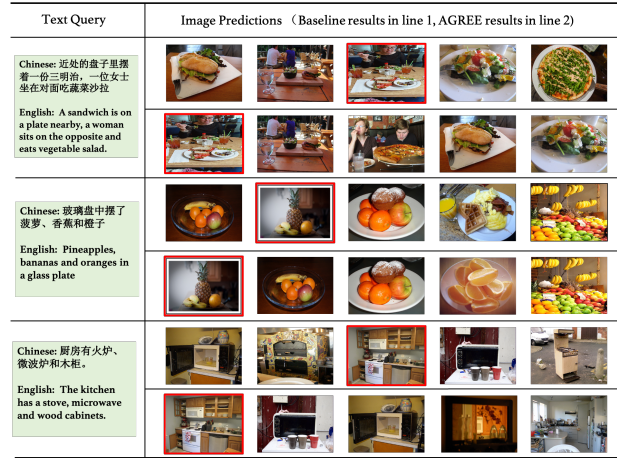 Text Query
Image Predictions （Baseline results in line 1, AGREE results in line 2)
Chinese: 近处的盘子里摆
着一份三明治，一位女士
坐在对面吃蔬菜沙拉
English: A sandwich is on
a plate nearby, a woman
sits on the opposite and
eats vegetable salad.
Chinese: 玻璃盘中摆了
菠萝、香蕉和橙子
English: Pineapples,
bananas and oranges in
a glass plate
Chinese: 厨房有火炉、
微波炉和木柜。
English: The kitchen
has a stove, microwave
and wood cabinets.